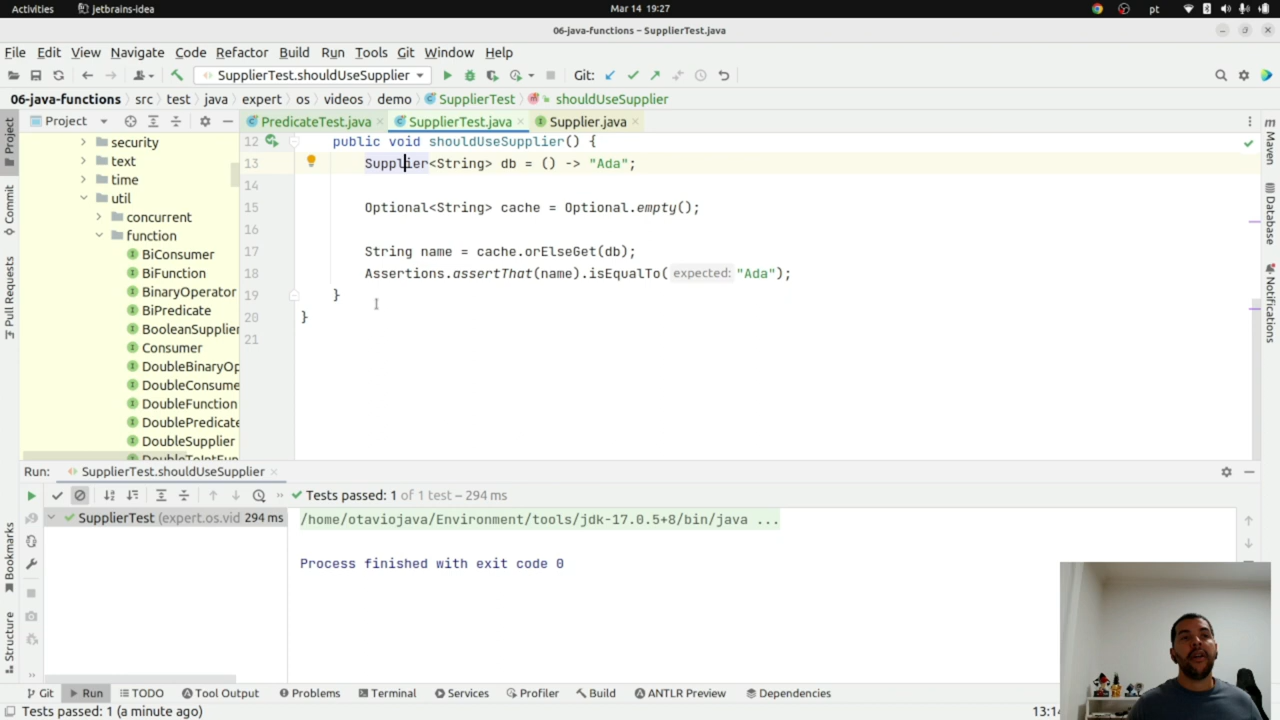 Activities jetbrains-idea Mar 14 19:27 pt
06-java-functions – SupplierTest.java
File Edit View Navigate Code Refactor Build Run Tools Git Window Help
SupplierTest.shouldUseSupplier Git:
06-java-functions src test java expert os videos demo SupplierTest shouldUseSupplier
Project
PredicateTest.java SupplierTest.java Supplier.java
Project
Commit
Pull Requests
Bookmarks
Structure
security
text
time
util
concurrent
function
BiConsumer
BiFunction
BinaryOperator
BiPredicate
BooleanSupplier
Consumer
DoubleBinaryOp
DoubleConsume
DoubleFunction
DoublePredicate
DoubleSupplier
DoubleToIntFun
12 public void shouldUseSupplier() {
13 Supplier<String> db = () -> "Ada";
14
15 Optional<String> cache = Optional.empty();
16
17 String name = cache.orElseGet(db);
18 Assertions.assertThat(name).isEqualTo( expected: "Ada");
19 }
20 }
21
Maven
Database
Notifications
Run: SupplierTest.shouldUseSupplier
Tests passed: 1 of 1 test – 294 ms
SupplierTest (expert.os.vid 294 ms
/home/otaviojava/Environment/tools/jdk-17.0.5+8/bin/java ...
Process finished with exit code 0
Git Run TODO Tool Output Problems Terminal Services Profiler Build ANTLR Preview Dependencies
Tests passed: 1 (a minute ago) 13:14